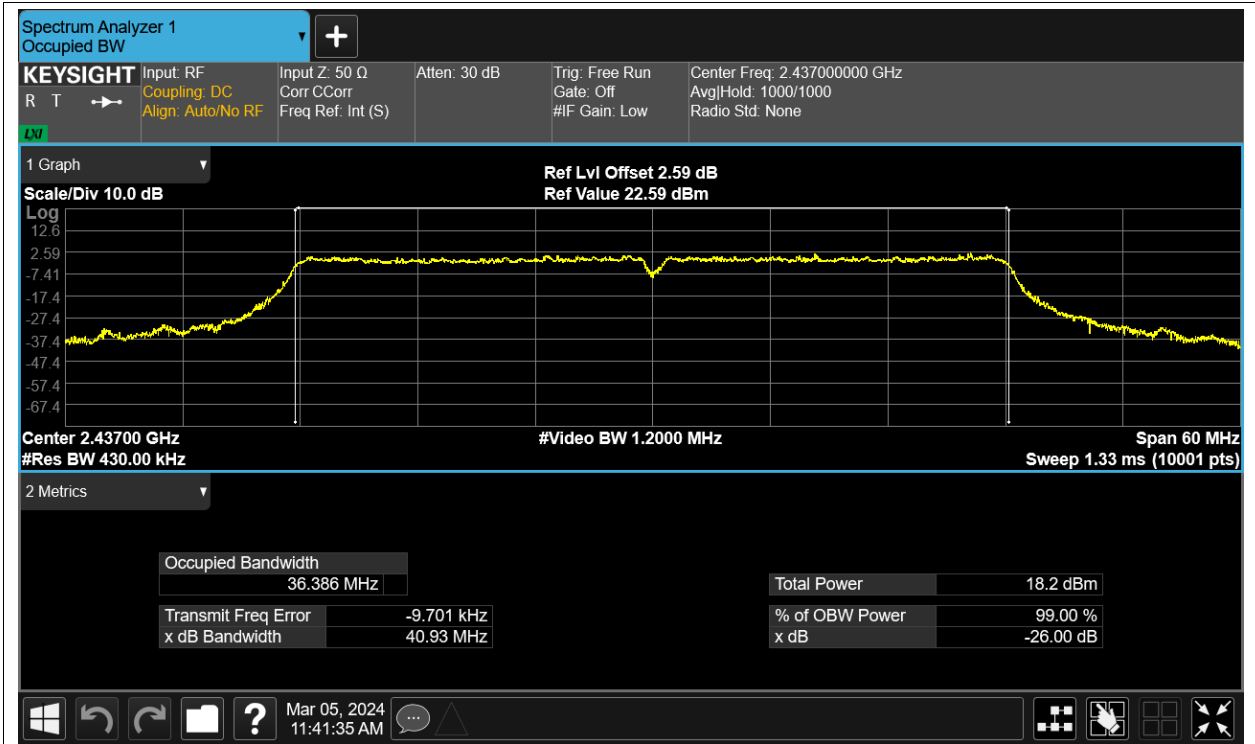 Spectrum Analyzer 1
Occupied BW
KEYSIGHT
R T
LXI
Input: RF
Coupling: DC
Align: Auto/No RF
Input Z: 50 Ω
Corr CCorr
Freq Ref: Int (S)
Atten: 30 dB
Trig: Free Run
Gate: Off
#IF Gain: Low
Center Freq: 2.437000000 GHz
Avg|Hold: 1000/1000
Radio Std: None
1 Graph
Scale/Div 10.0 dB
Ref Lvl Offset 2.59 dB
Ref Value 22.59 dBm
Log
12.6
2.59
-7.41
-17.4
-27.4
-37.4
-47.4
-57.4
-67.4
Center 2.43700 GHz
#Res BW 430.00 kHz
#Video BW 1.2000 MHz
Span 60 MHz
Sweep 1.33 ms (10001 pts)
2 Metrics
Occupied Bandwidth
36.386 MHz
Transmit Freq Error -9.701 kHz
x dB Bandwidth 40.93 MHz
Total Power 18.2 dBm
% of OBW Power 99.00 %
x dB -26.00 dB
?
Mar 05, 2024
11:41:35 AM